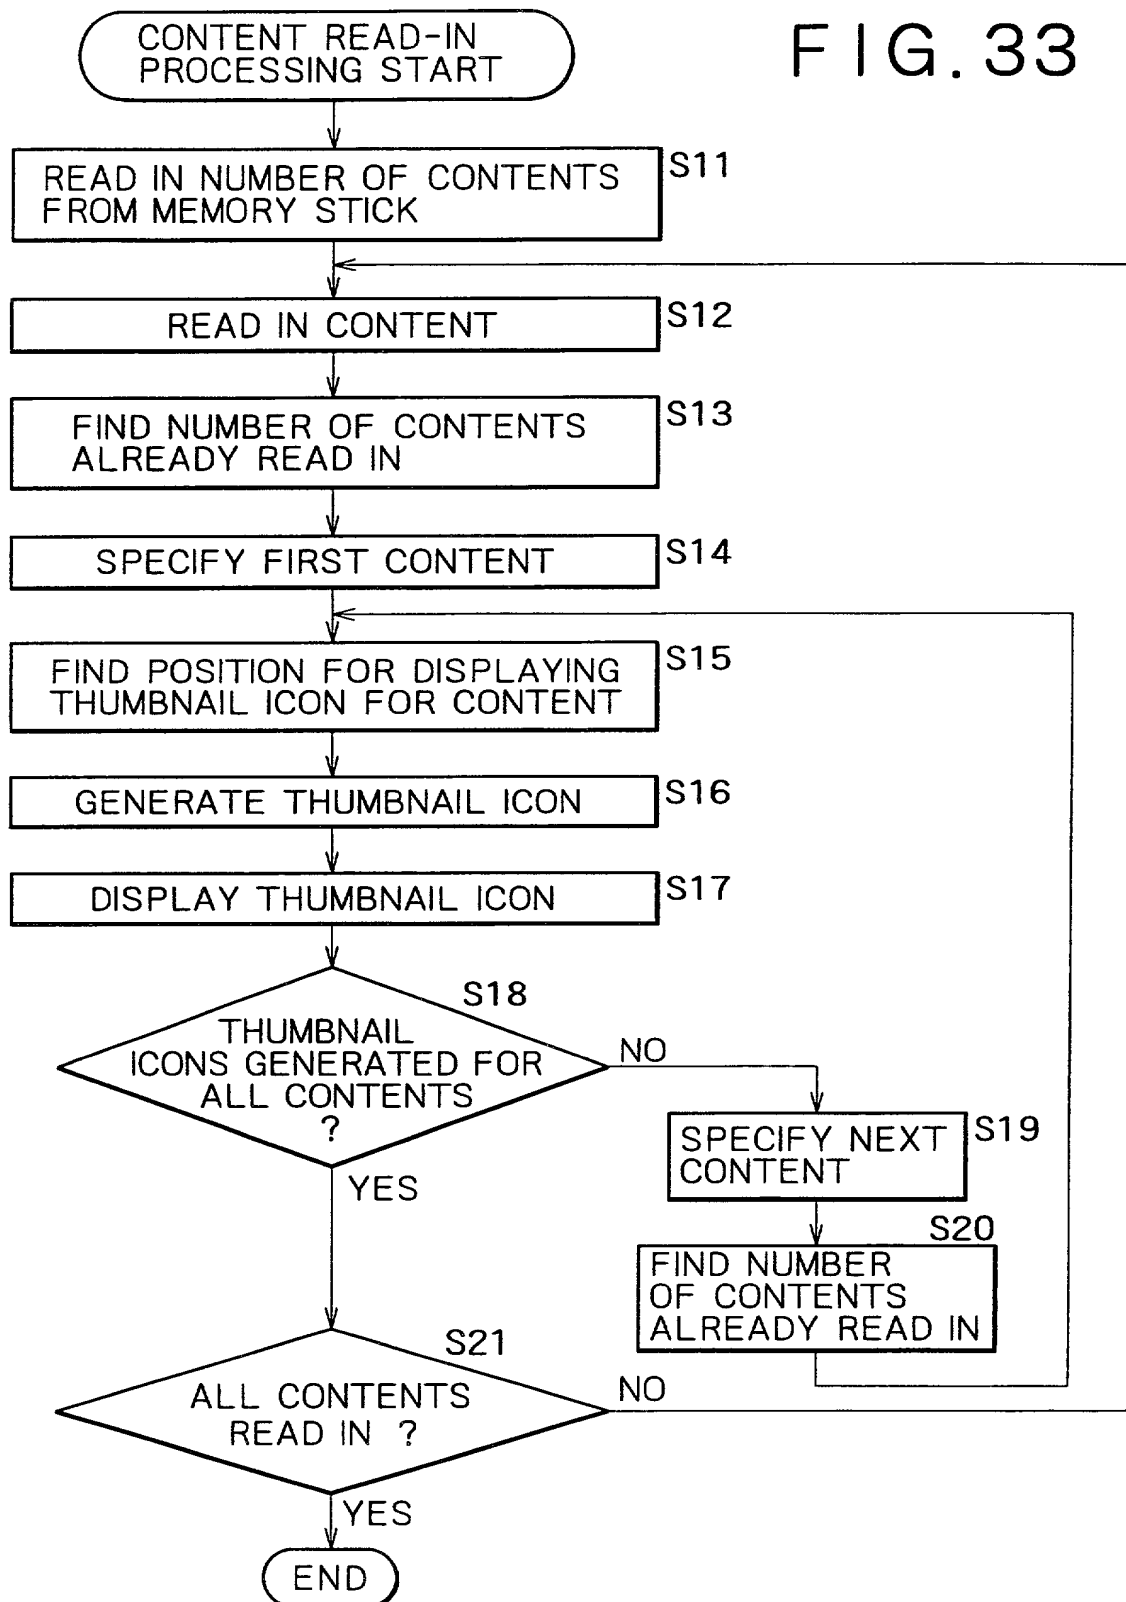 FIG. 33
CONTENT READ-IN
PROCESSING START
S11
READ IN NUMBER OF CONTENTS
FROM MEMORY STICK
S12
READ IN CONTENT
S13
FIND NUMBER OF CONTENTS
ALREADY READ IN
S14
SPECIFY FIRST CONTENT
S15
FIND POSITION FOR DISPLAYING
THUMBNAIL ICON FOR CONTENT
S16
GENERATE THUMBNAIL ICON
S17
DISPLAY THUMBNAIL ICON
S18
THUMBNAIL
ICONS GENERATED FOR
ALL CONTENTS
?
NO
YES
S19
SPECIFY NEXT
CONTENT
S20
FIND NUMBER
OF CONTENTS
ALREADY READ IN
S21
ALL CONTENTS
READ IN ?
NO
YES
END